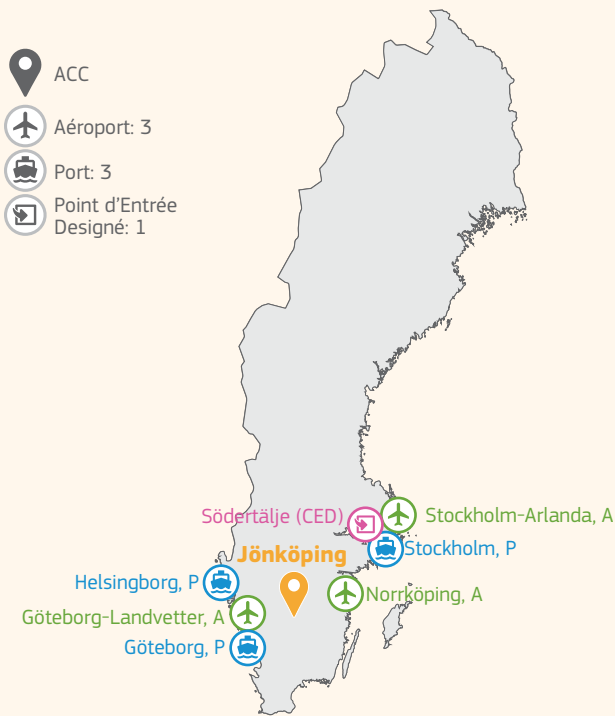 ACC
Aéroport: 3
Port: 3
Point d'Entrée
Designé: 1
Södertälje (CED)
Stockholm-Arlanda, A
Stockholm, P
Jönköping
Helsingborg, P
Norrköping, A
Göteborg-Landvetter, A
Göteborg, P